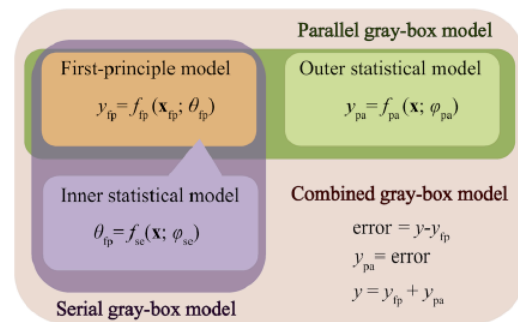 Parallel gray-box model
First-principle model
y_fp = f_fp (x_fp; θ_fp)
Outer statistical model
y_pa = f_pa (x; φ_pa)
Inner statistical model
θ_fp = f_se (x; φ_se)
Serial gray-box model
Combined gray-box model
error = y-y_fp
y_pa = error
y = y_fp + y_pa